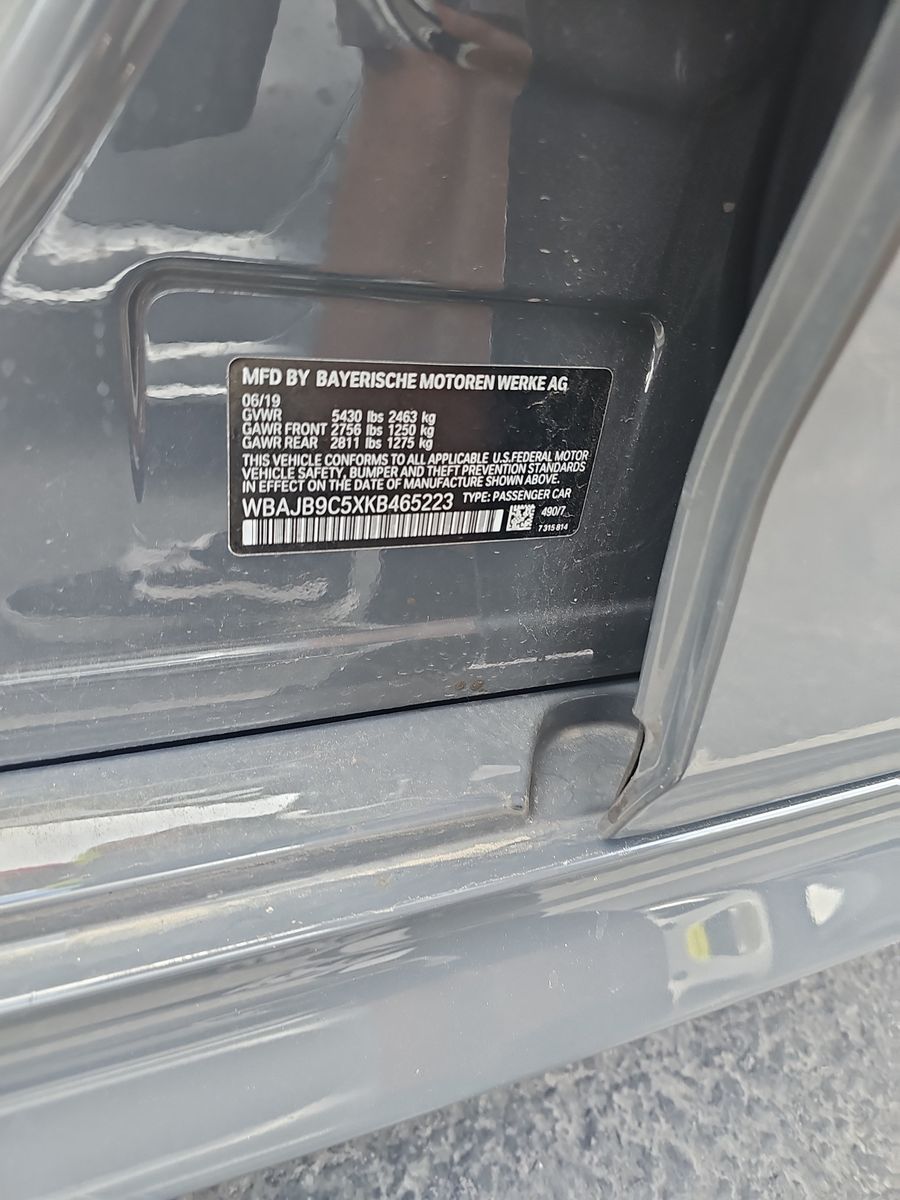 MFD BY BAYERISCHE MOTOREN WERKE AG
06/19
GVWR 5430 lbs 2463 kg
GAWR FRONT 2756 lbs 1250 kg
GAWR REAR 2811 lbs 1275 kg
THIS VEHICLE CONFORMS TO ALL APPLICABLE U.S.FEDERAL MOTOR
VEHICLE SAFETY, BUMPER AND THEFT PREVENTION STANDARDS
IN EFFECT ON THE DATE OF MANUFACTURE SHOWN ABOVE.
WBAJB9C5XKB465223 TYPE: PASSENGER CAR
490/7
7 315 814